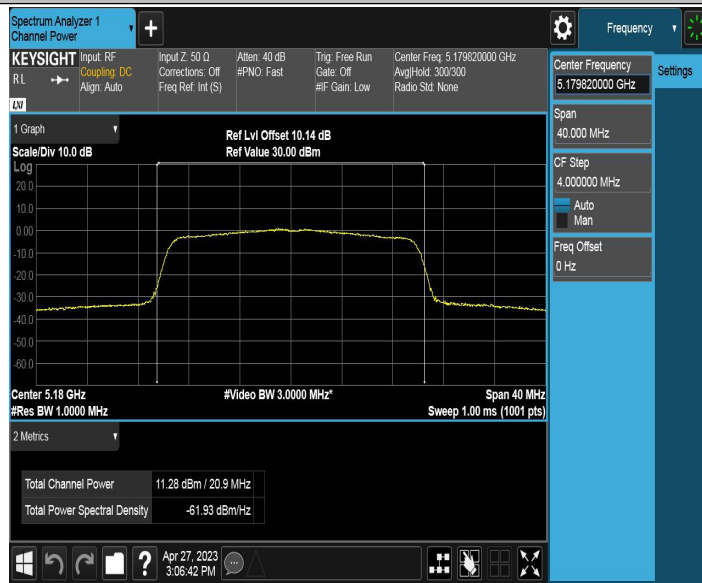 Spectrum Analyzer 1
Channel Power
Frequency
KEYSIGHT
RL
LXI
Input: RF
Coupling: DC
Align: Auto
Input Z: 50 Ω
Corrections: Off
Freq Ref: Int (S)
Atten: 40 dB
#PNO: Fast
Trig: Free Run
Gate: Off
#IF Gain: Low
Center Freq: 5.179820000 GHz
Avg|Hold: 300/300
Radio Std: None
Center Frequency
5.179820000 GHz
Settings
Span
40.000 MHz
CF Step
4.000000 MHz
Auto
Man
Freq Offset
0 Hz
1 Graph
Scale/Div 10.0 dB
Ref Lvl Offset 10.14 dB
Ref Value 30.00 dBm
Log
20.0
10.0
0.00
-10.0
-20.0
-30.0
-40.0
-50.0
-60.0
Center 5.18 GHz
#Video BW 3.0000 MHz*
Span 40 MHz
#Res BW 1.0000 MHz
Sweep 1.00 ms (1001 pts)
2 Metrics
Total Channel Power 11.28 dBm / 20.9 MHz
Total Power Spectral Density -61.93 dBm/Hz
Apr 27, 2023
3:06:42 PM